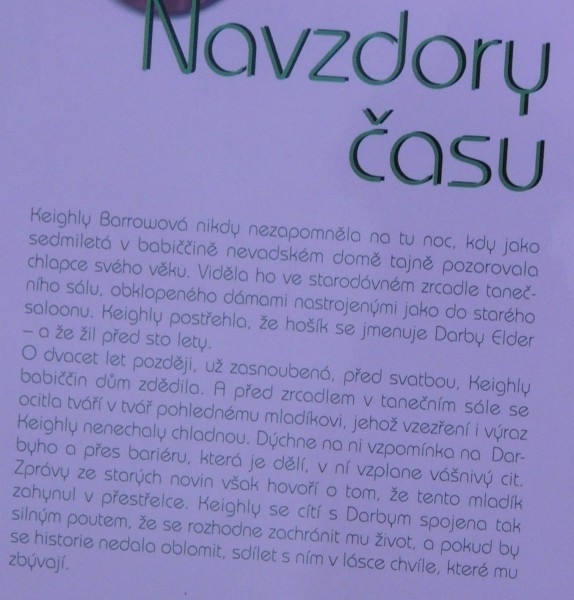 Navzdory
času
Keighly Barrowová nikdy nezapomněla na tu noc, kdy jako
sedmiletá v babiččině nevadském domě tajně pozorovala
chlapce svého věku. Viděla ho ve starodávném zrcadle taneč-
ního sálu, obklopeného dámami nastrojenými jako do starého
saloonu. Keighly postřehla, že hošík se jmenuje Darby Elder
– a že žil před sto lety.
O dvacet let později, už zasnoubená, před svatbou, Keighly
babiččin dům zdědila. A před zrcadlem v tanečním sále se
ocitla tváří v tvář pohlednému mladíkovi, jehož vzezření i výraz
Keighly nenechaly chladnou. Dýchne na ni vzpomínka na Dar-
byho a přes bariéru, která je dělí, v ní vzplane vášnivý cit.
Zprávy ze starých novin však hovoří o tom, že tento mladík
zahynul v přestřelce. Keighly se cítí s Darbym spojena tak
silným poutem, že se rozhodne zachránit mu život, a pokud by
se historie nedala oblomit, sdílet s ním v lásce chvíle, které mu
zbývají.